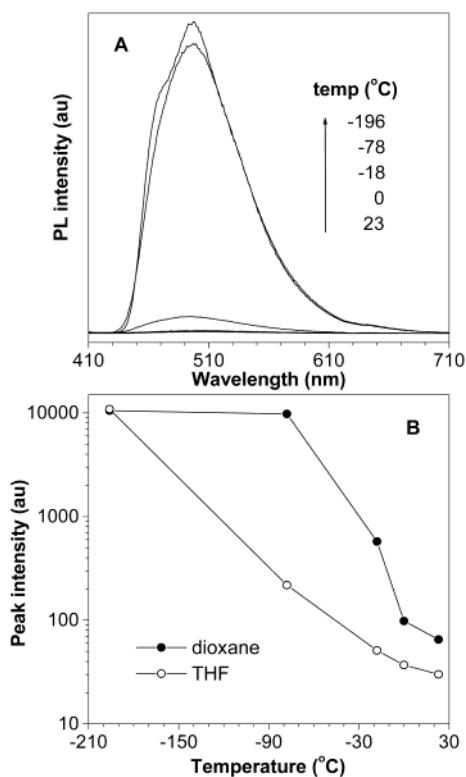 A
temp (°C)
-196
-78
-18
0
23
PL intensity (au)
410 510 610 710
Wavelength (nm)
B
10000
1000
100
10
Peak intensity (au)
dioxane
THF
-210 -150 -90 -30 30
Temperature (°C)